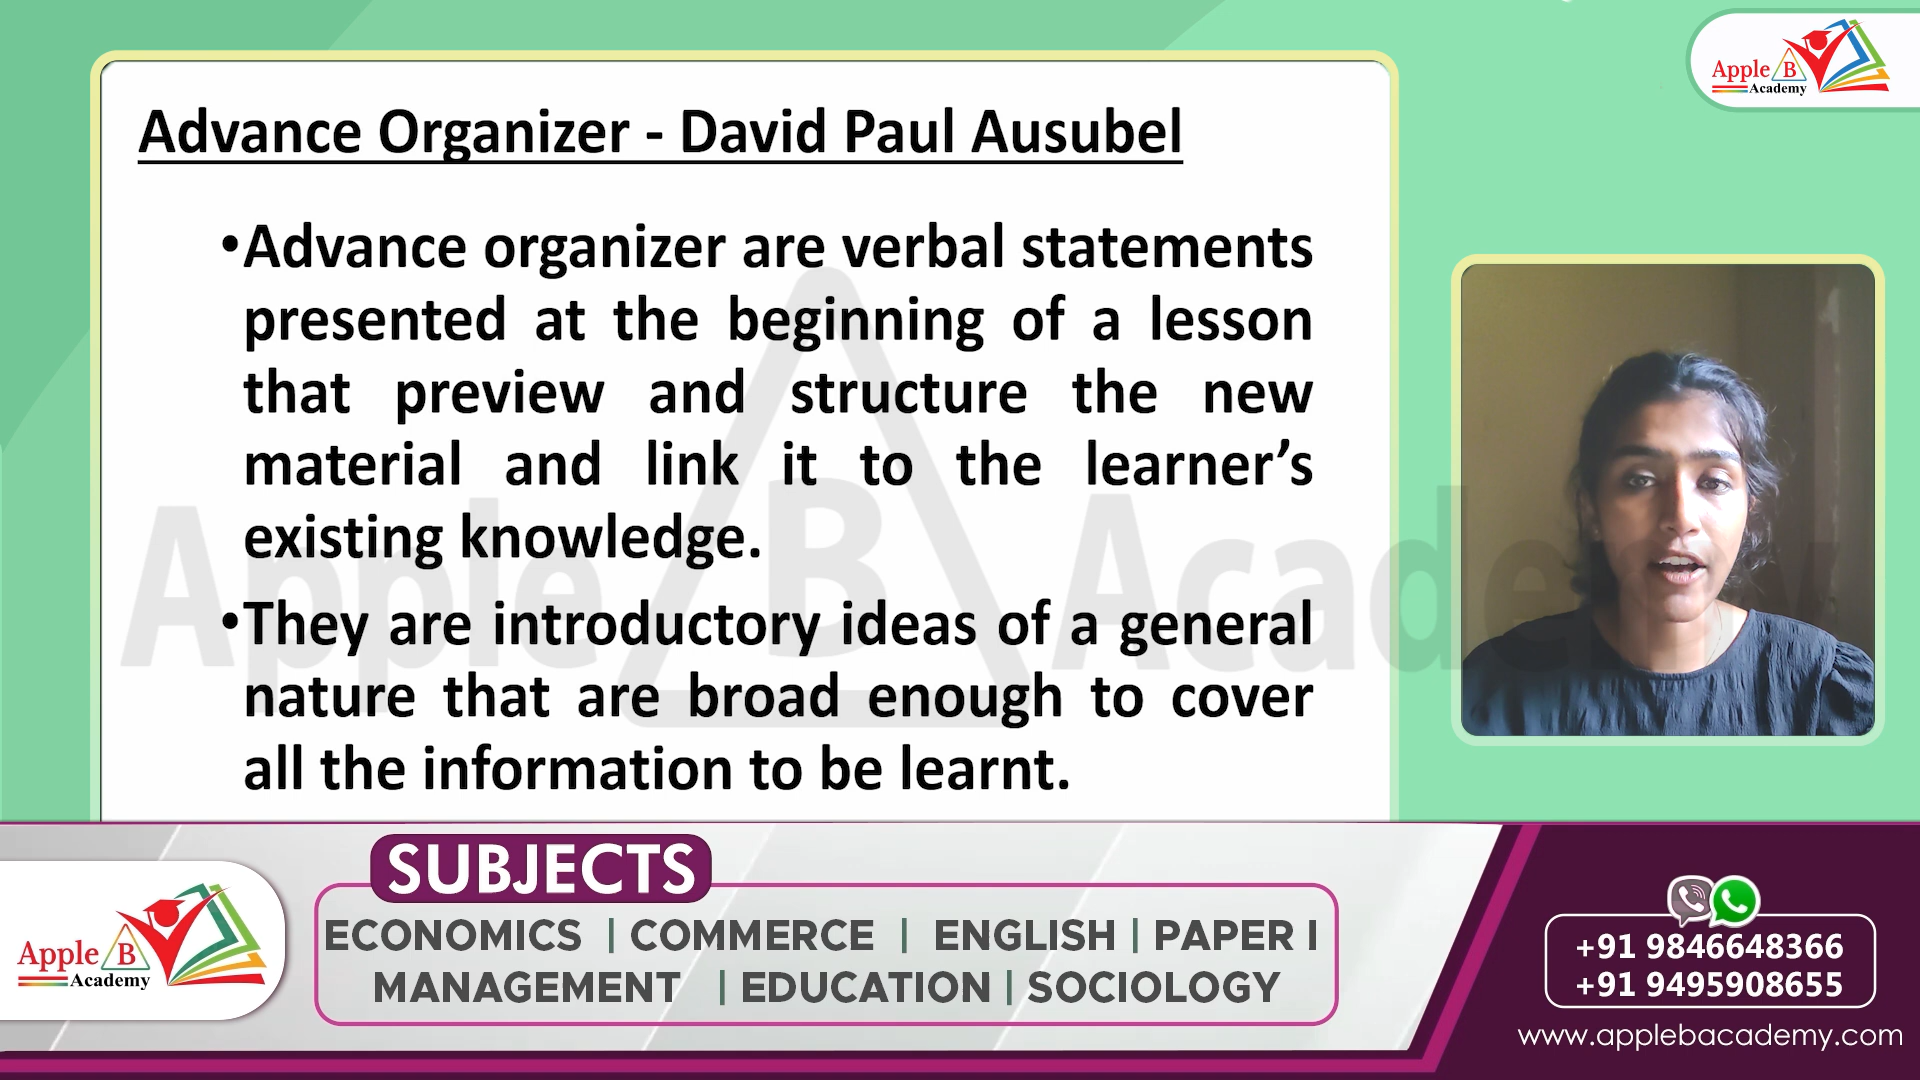 Apple B
Academy
Advance Organizer - David Paul Ausubel
•Advance organizer are verbal statements
presented at the beginning of a lesson
that preview and structure the new
material and link it to the learner’s
existing knowledge.
•They are introductory ideas of a general
nature that are broad enough to cover
all the information to be learnt.
Apple B Academy
SUBJECTS
ECONOMICS | COMMERCE | ENGLISH | PAPER I
MANAGEMENT | EDUCATION | SOCIOLOGY
Apple B
Academy
+91 9846648366
+91 9495908655
www.applebacademy.com